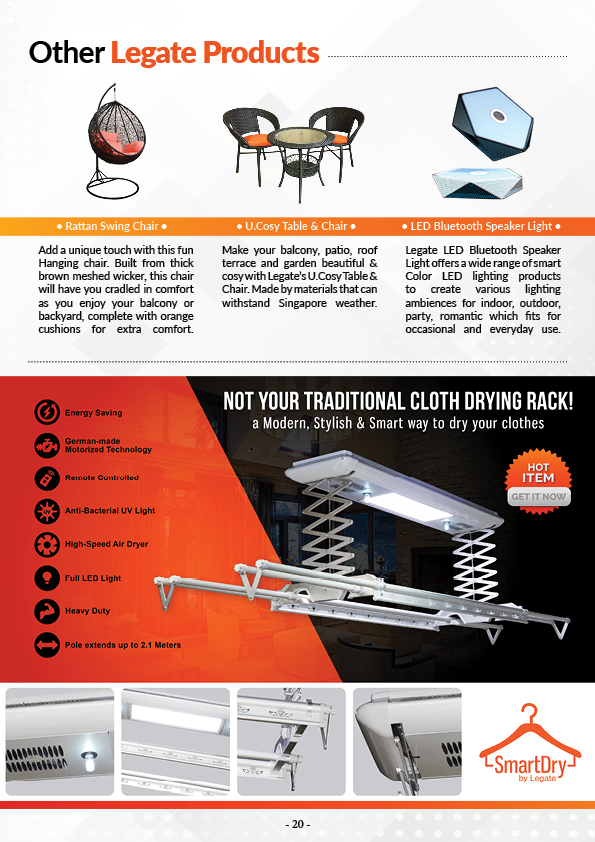 Other Legate Products
• Rattan Swing Chair •
Add a unique touch with this fun
Hanging chair. Built from thick
brown meshed wicker, this chair
will have you cradled in comfort
as you enjoy your balcony or
backyard, complete with orange
cushions for extra comfort.
• U.Cosy Table & Chair •
Make your balcony, patio, roof
terrace and garden beautiful &
cosy with Legate's U.Cosy Table &
Chair. Made by materials that can
withstand Singapore weather.
• LED Bluetooth Speaker Light •
Legate LED Bluetooth Speaker
Light offers a wide range of smart
Color LED lighting products
to create various lighting
ambiences for indoor, outdoor,
party, romantic which fits for
occasional and everyday use.
NOT YOUR TRADITIONAL CLOTH DRYING RACK!
a Modern, Stylish & Smart way to dry your clothes
Energy Saving
German-made
Motorized Technology
Remote Controlled
UV
Anti-Bacterial UV Light
High-Speed Air Dryer
Full LED Light
Heavy Duty
Pole extends up to 2.1 Meters
HOT
ITEM
GET IT NOW
SmartDry
by Legate
- 20 -